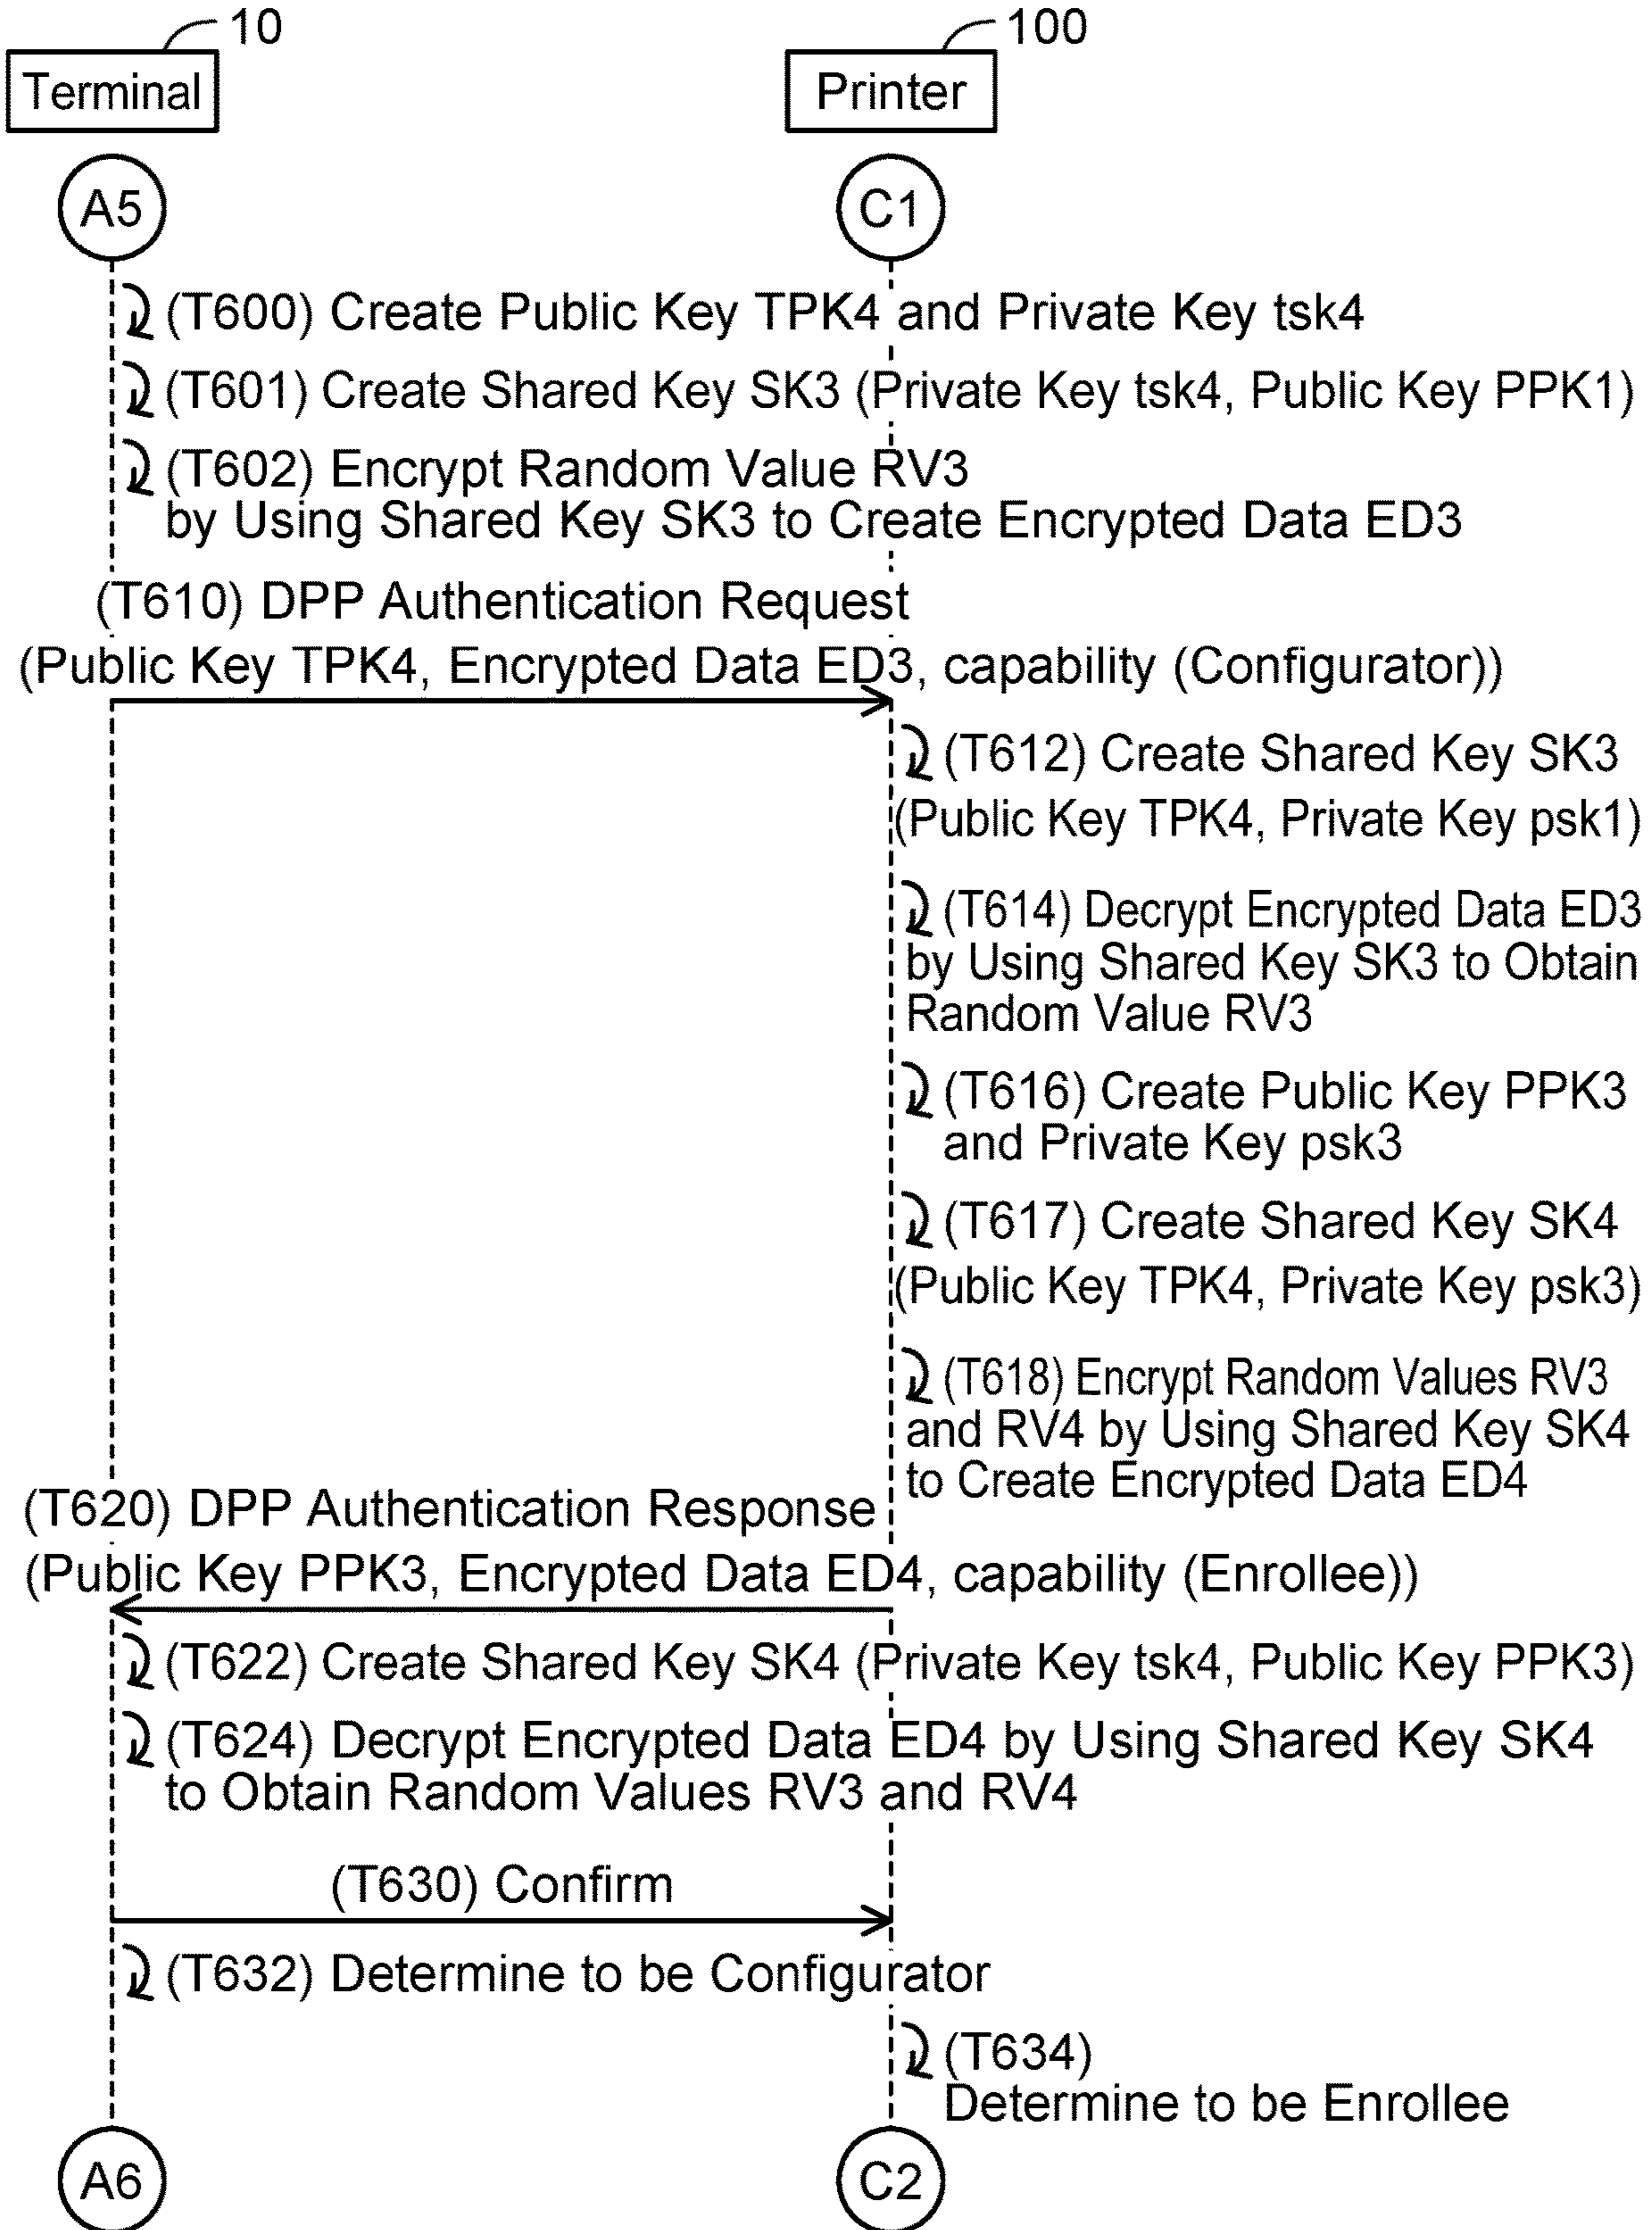 10
100
Terminal
Printer
A5
C1
(T600) Create Public Key TPK4 and Private Key tsk4
(T601) Create Shared Key SK3 (Private Key tsk4, Public Key PPK1)
(T602) Encrypt Random Value RV3
by Using Shared Key SK3 to Create Encrypted Data ED3
(T610) DPP Authentication Request
(Public Key TPK4, Encrypted Data ED3, capability (Configurator))
(T612) Create Shared Key SK3
(Public Key TPK4, Private Key psk1)
(T614) Decrypt Encrypted Data ED3
by Using Shared Key SK3 to Obtain
Random Value RV3
(T616) Create Public Key PPK3
and Private Key psk3
(T617) Create Shared Key SK4
(Public Key TPK4, Private Key psk3)
(T618) Encrypt Random Values RV3
and RV4 by Using Shared Key SK4
to Create Encrypted Data ED4
(T620) DPP Authentication Response
(Public Key PPK3, Encrypted Data ED4, capability (Enrollee))
(T622) Create Shared Key SK4 (Private Key tsk4, Public Key PPK3)
(T624) Decrypt Encrypted Data ED4 by Using Shared Key SK4
to Obtain Random Values RV3 and RV4
(T630) Confirm
(T632) Determine to be Configurator
(T634)
Determine to be Enrollee
A6
C2